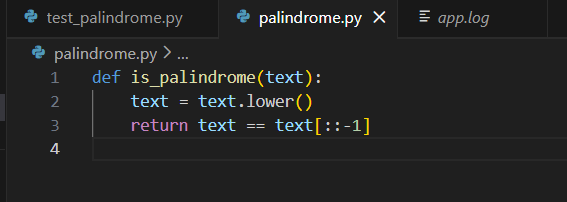 test_palindrome.py palindrome.py × app.log
palindrome.py > ...
1 def is_palindrome(text):
2     text = text.lower()
3     return text == text[::-1]
4